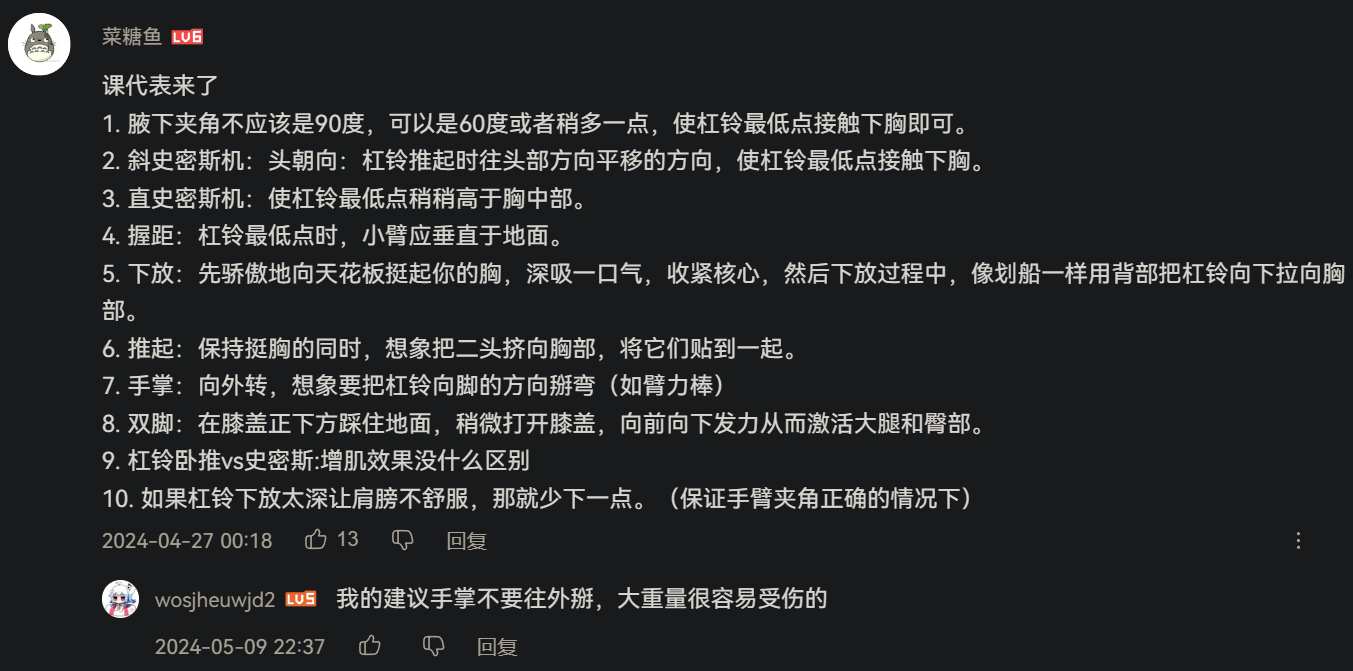 菜糖鱼 LV6
课代表来了
1. 腋下夹角不应该是90度，可以是60度或者稍多一点，使杠铃最低点接触下胸即可。
2. 斜史密斯机：头朝向：杠铃推起时往头部方向平移的方向，使杠铃最低点接触下胸。
3. 直史密斯机：使杠铃最低点稍稍高于胸中部。
4. 握距：杠铃最低点时，小臂应垂直于地面。
5. 下放：先骄傲地向天花板挺起你的胸，深吸一口气，收紧核心，然后下放过程中，像划船一样用背部把杠铃向下拉向胸
部。
6. 推起：保持挺胸的同时，想象把二头挤向胸部，将它们贴到一起。
7. 手掌：向外转，想象要把杠铃向脚的方向掰弯（如臂力棒）
8. 双脚：在膝盖正下方踩住地面，稍微打开膝盖，向前向下发力从而激活大腿和臀部。
9. 杠铃卧推vs史密斯:增肌效果没什么区别
10. 如果杠铃下放太深让肩膀不舒服，那就少下一点。（保证手臂夹角正确的情况下）
2024-04-27 00:18 13 回复
wosjheuwjd2 LV5 我的建议手掌不要往外掰，大重量很容易受伤的
2024-05-09 22:37 回复